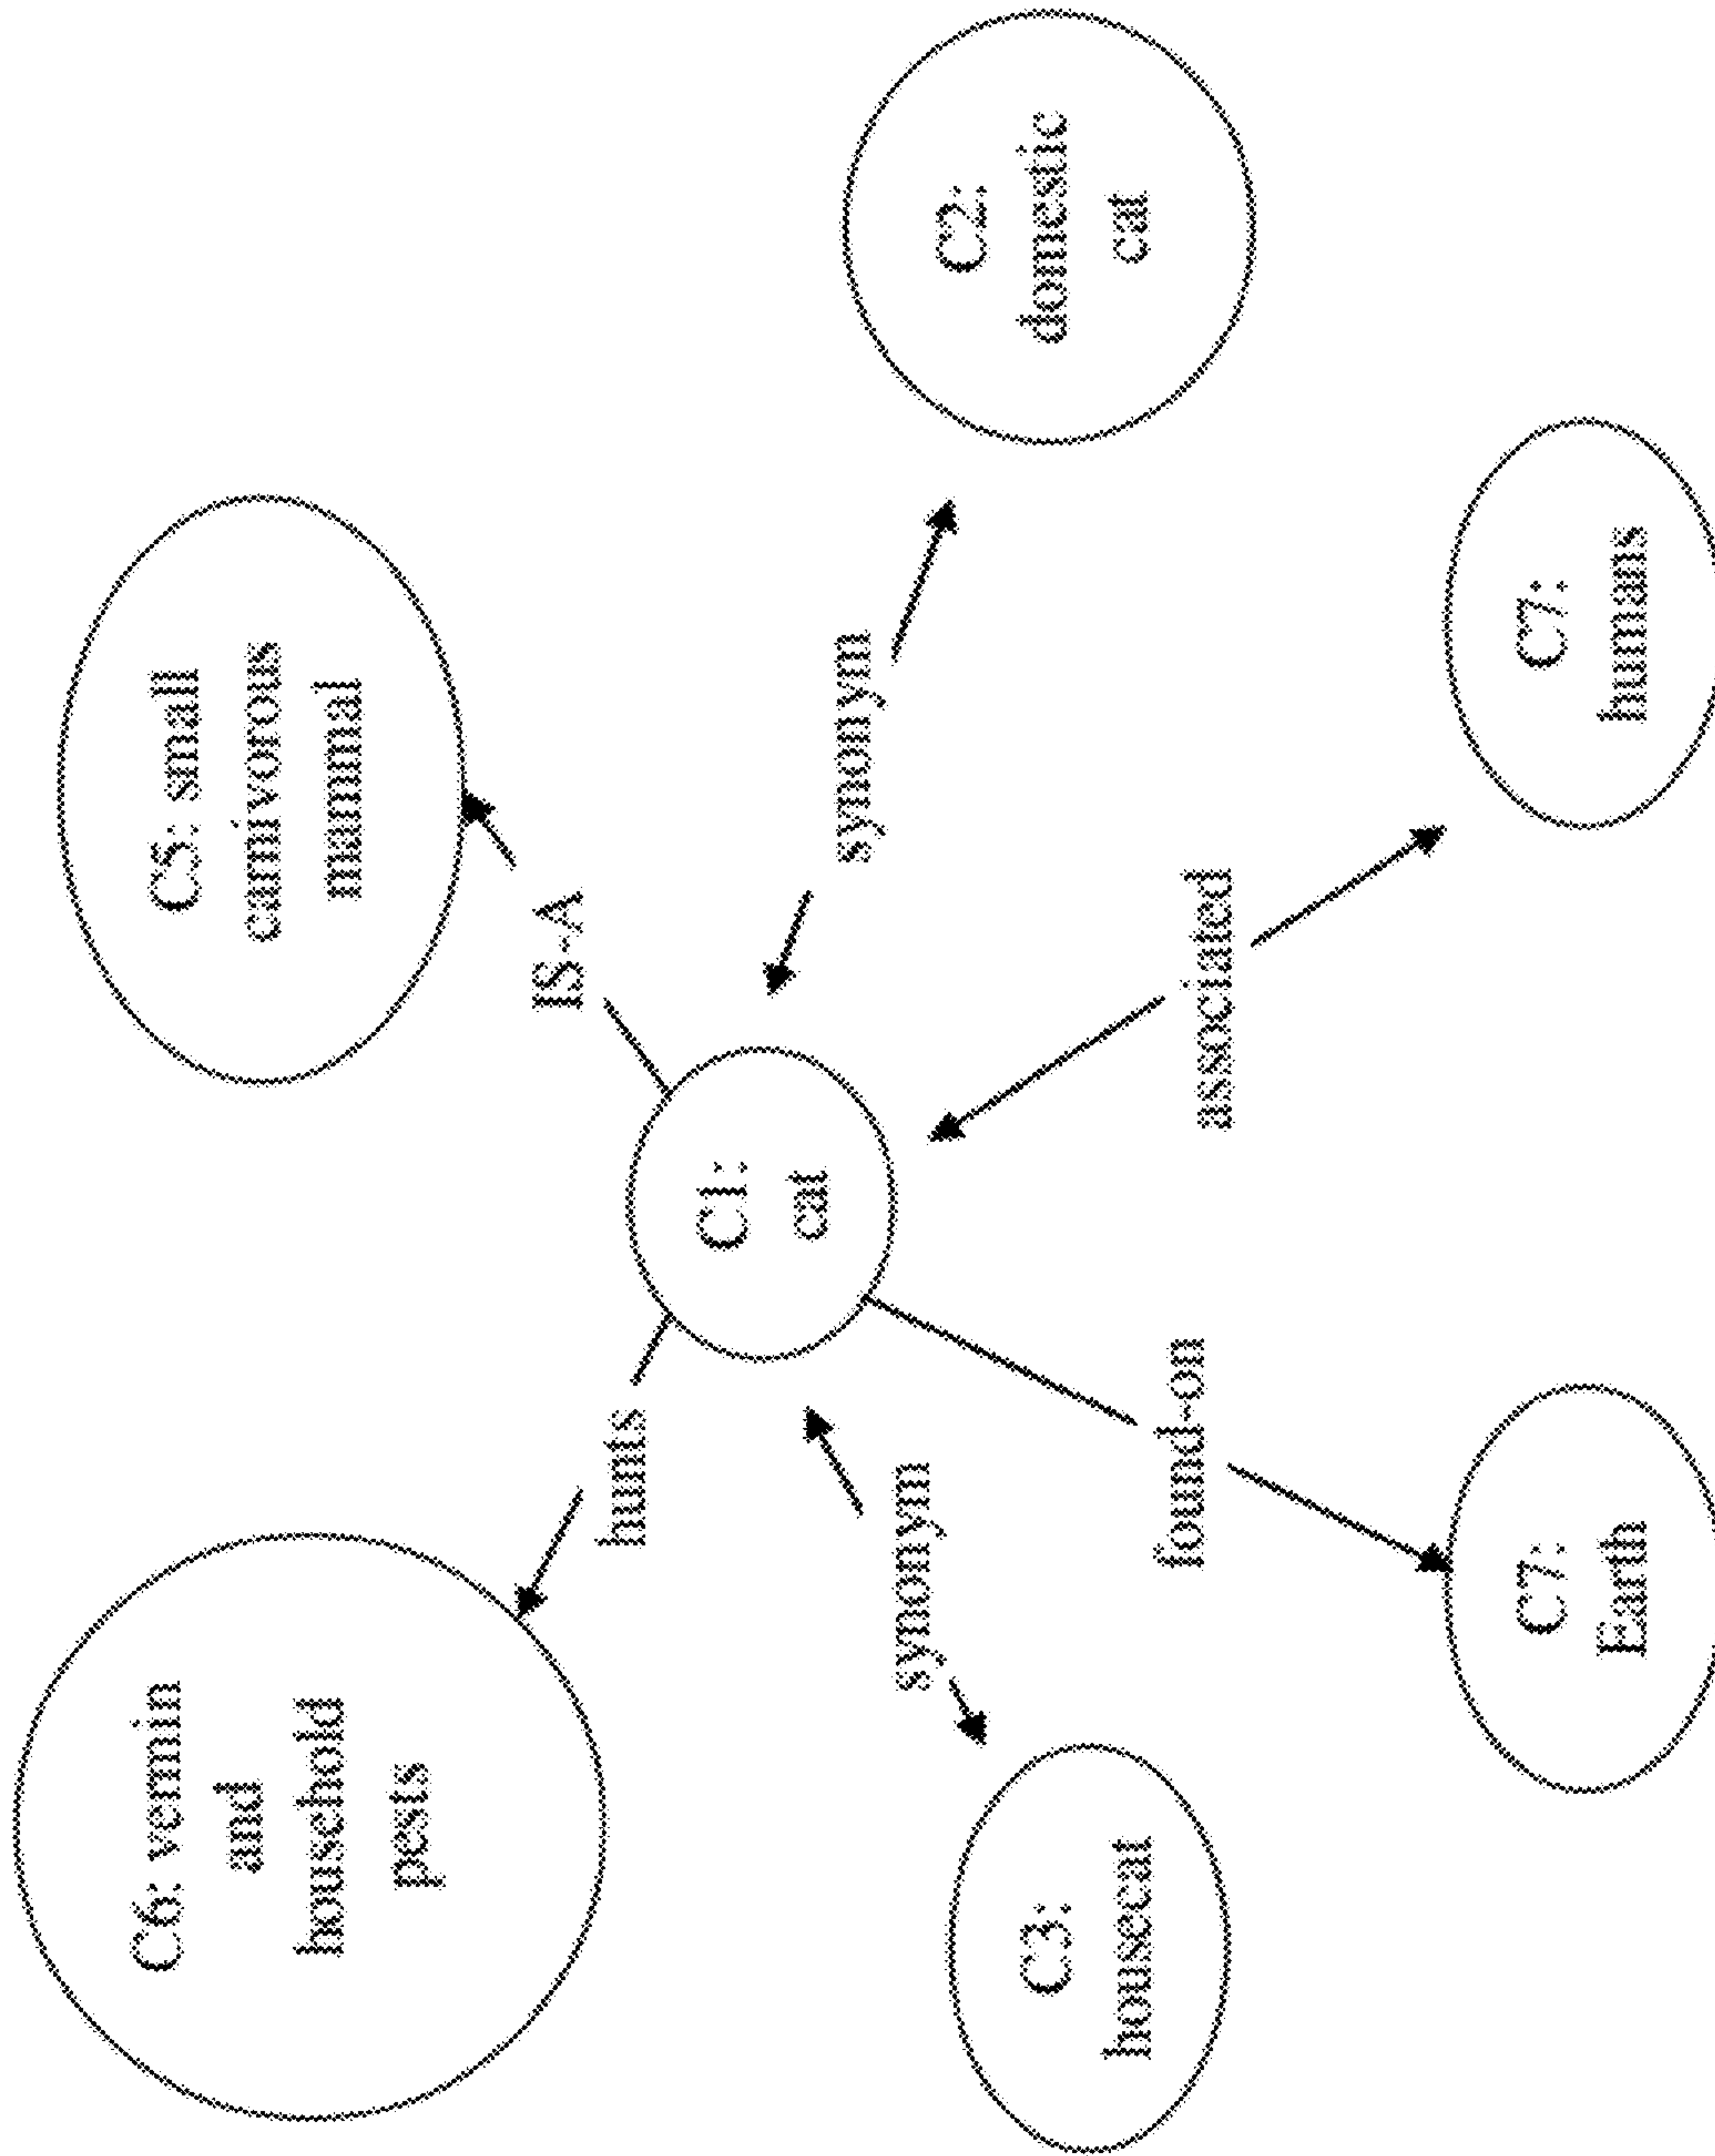 C6: vermin
and
household
pests
C5: small
carnivorous
mammal
hunts
IS-A
C1:
cat
synonym
synonym
C3:
housecat
C2:
domestic
cat
found-on
associated
C7:
Earth
C7:
humans